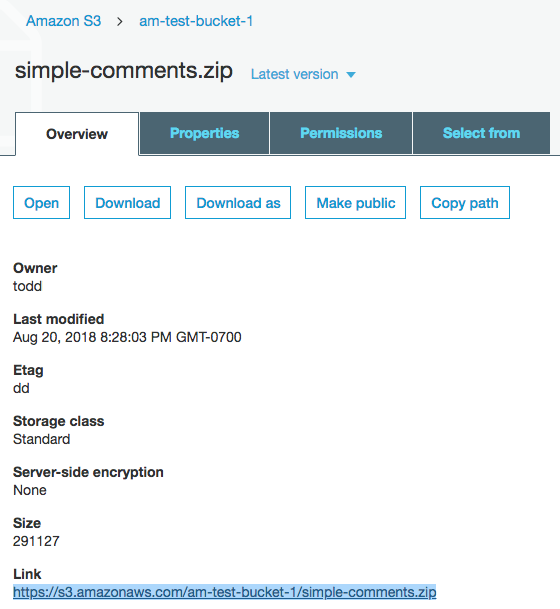 Amazon S3 > am-test-bucket-1
simple-comments.zip Latest version
Overview Properties Permissions Select from
Open Download Download as Make public Copy path
Owner
todd
Last modified
Aug 20, 2018 8:28:03 PM GMT-0700
Etag
dd
Storage class
Standard
Server-side encryption
None
Size
291127
Link
https://s3.amazonaws.com/am-test-bucket-1/simple-comments.zip